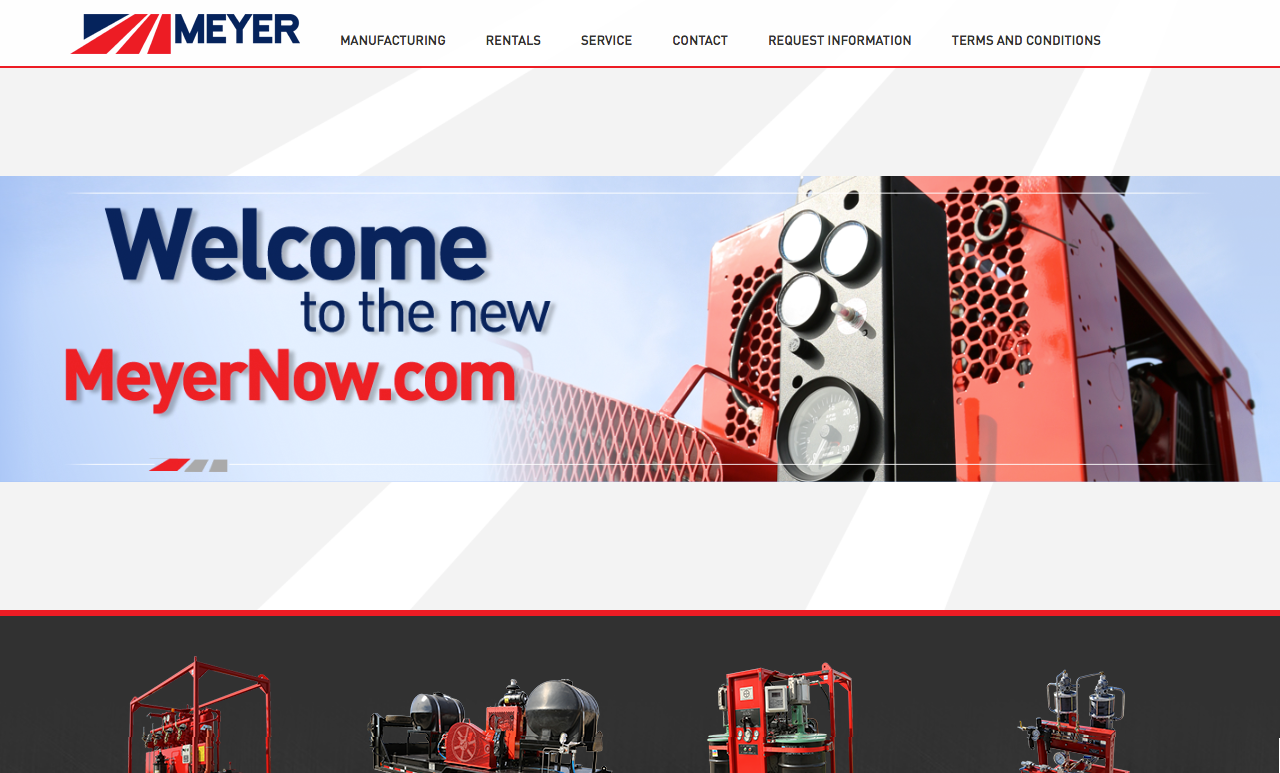 MEYER
MANUFACTURING RENTALS SERVICE CONTACT REQUEST INFORMATION TERMS AND CONDITIONS
Welcome
to the new
MeyerNow.com